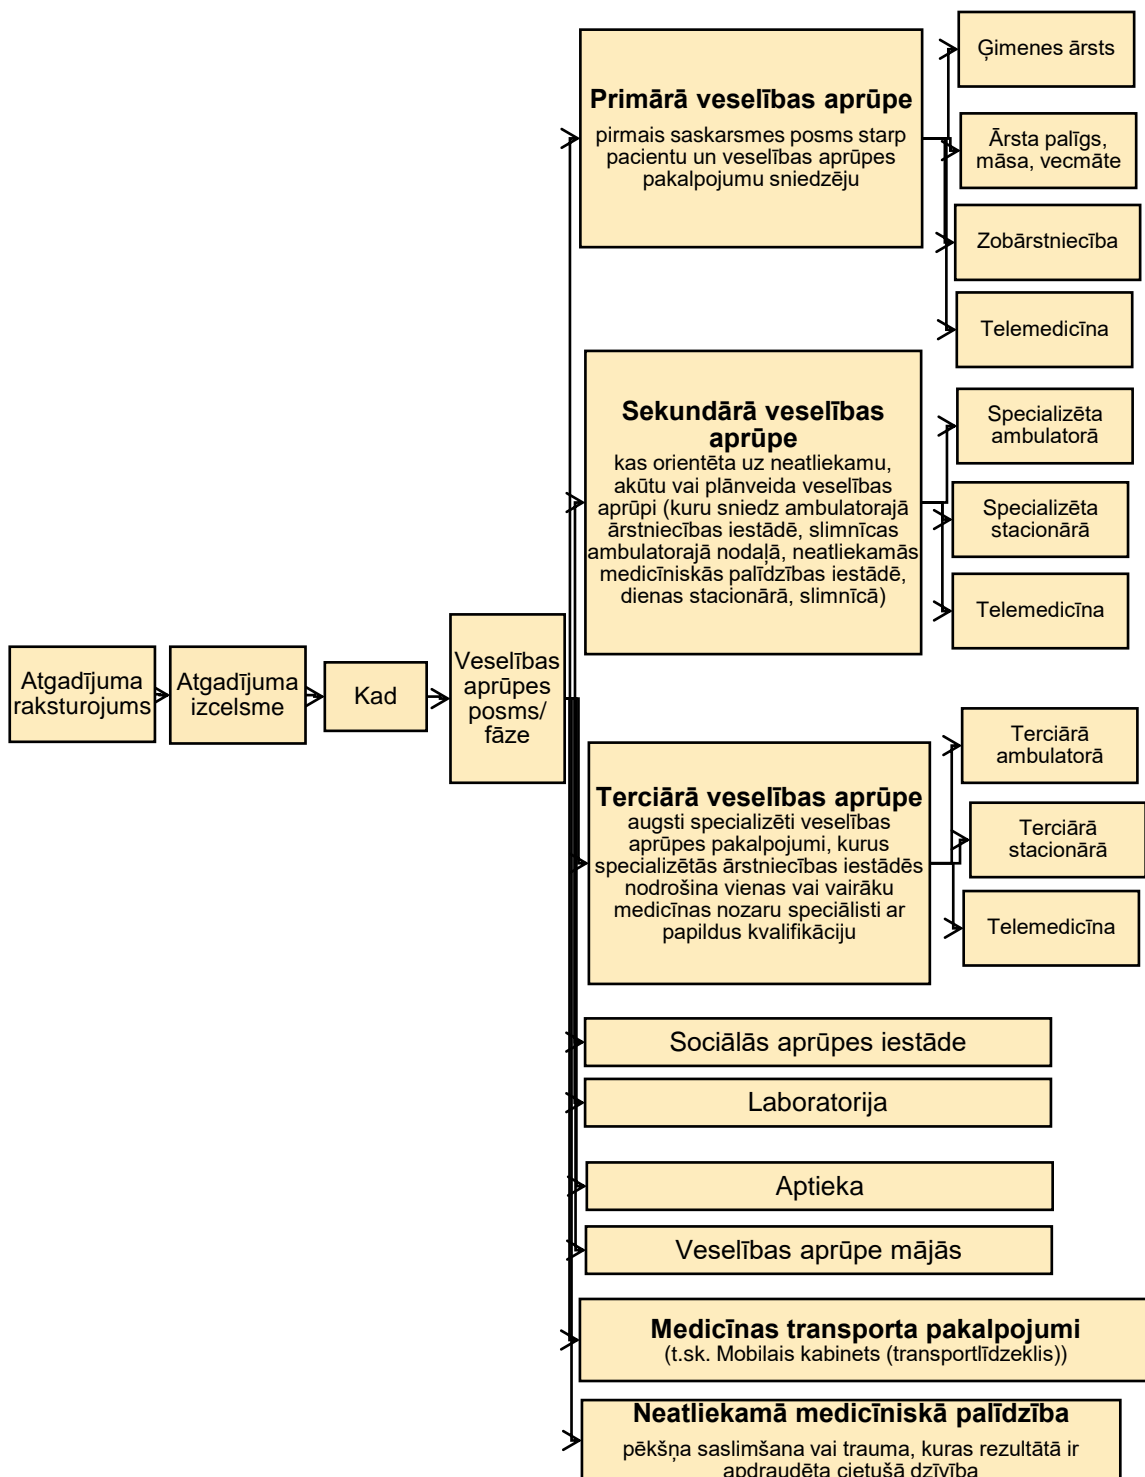 Atgadījuma
raksturojums
Atgadījuma
izcelsme
Kad
Veselības
aprūpes
posms/
fāze
Primārā veselības aprūpe
pirmais saskarsmes posms starp
pacientu un veselības aprūpes
pakalpojumu sniedzēju
Ģimenes ārsts
Ārsta palīgs,
māsa, vecmāte
Zobārstniecība
Telemedicīna
Sekundārā veselības
aprūpe
kas orientēta uz neatliekamu,
akūtu vai plānveida veselības
aprūpi (kuru sniedz ambulatorajā
ārstniecības iestādē, slimnīcas
ambulatorajā nodaļā, neatliekamās
medicīniskās palīdzības iestādē,
dienas stacionārā, slimnīcā)
Specializēta
ambulatorā
Specializēta
stacionārā
Telemedicīna
Terciārā veselības aprūpe
augsti specializēti veselības
aprūpes pakalpojumi, kurus
specializētās ārstniecības iestādēs
nodrošina vienas vai vairāku
medicīnas nozaru speciālisti ar
papildus kvalifikāciju
Terciārā
ambulatorā
Terciārā
stacionārā
Telemedicīna
Sociālās aprūpes iestāde
Laboratorija
Aptieka
Veselības aprūpe mājās
Medicīnas transporta pakalpojumi
(t.sk. Mobilais kabinets (transportlīdzeklis))
Neatliekamā medicīniskā palīdzība
pēkšņa saslimšana vai trauma, kuras rezultātā ir
apdraudēta cietušā dzīvība